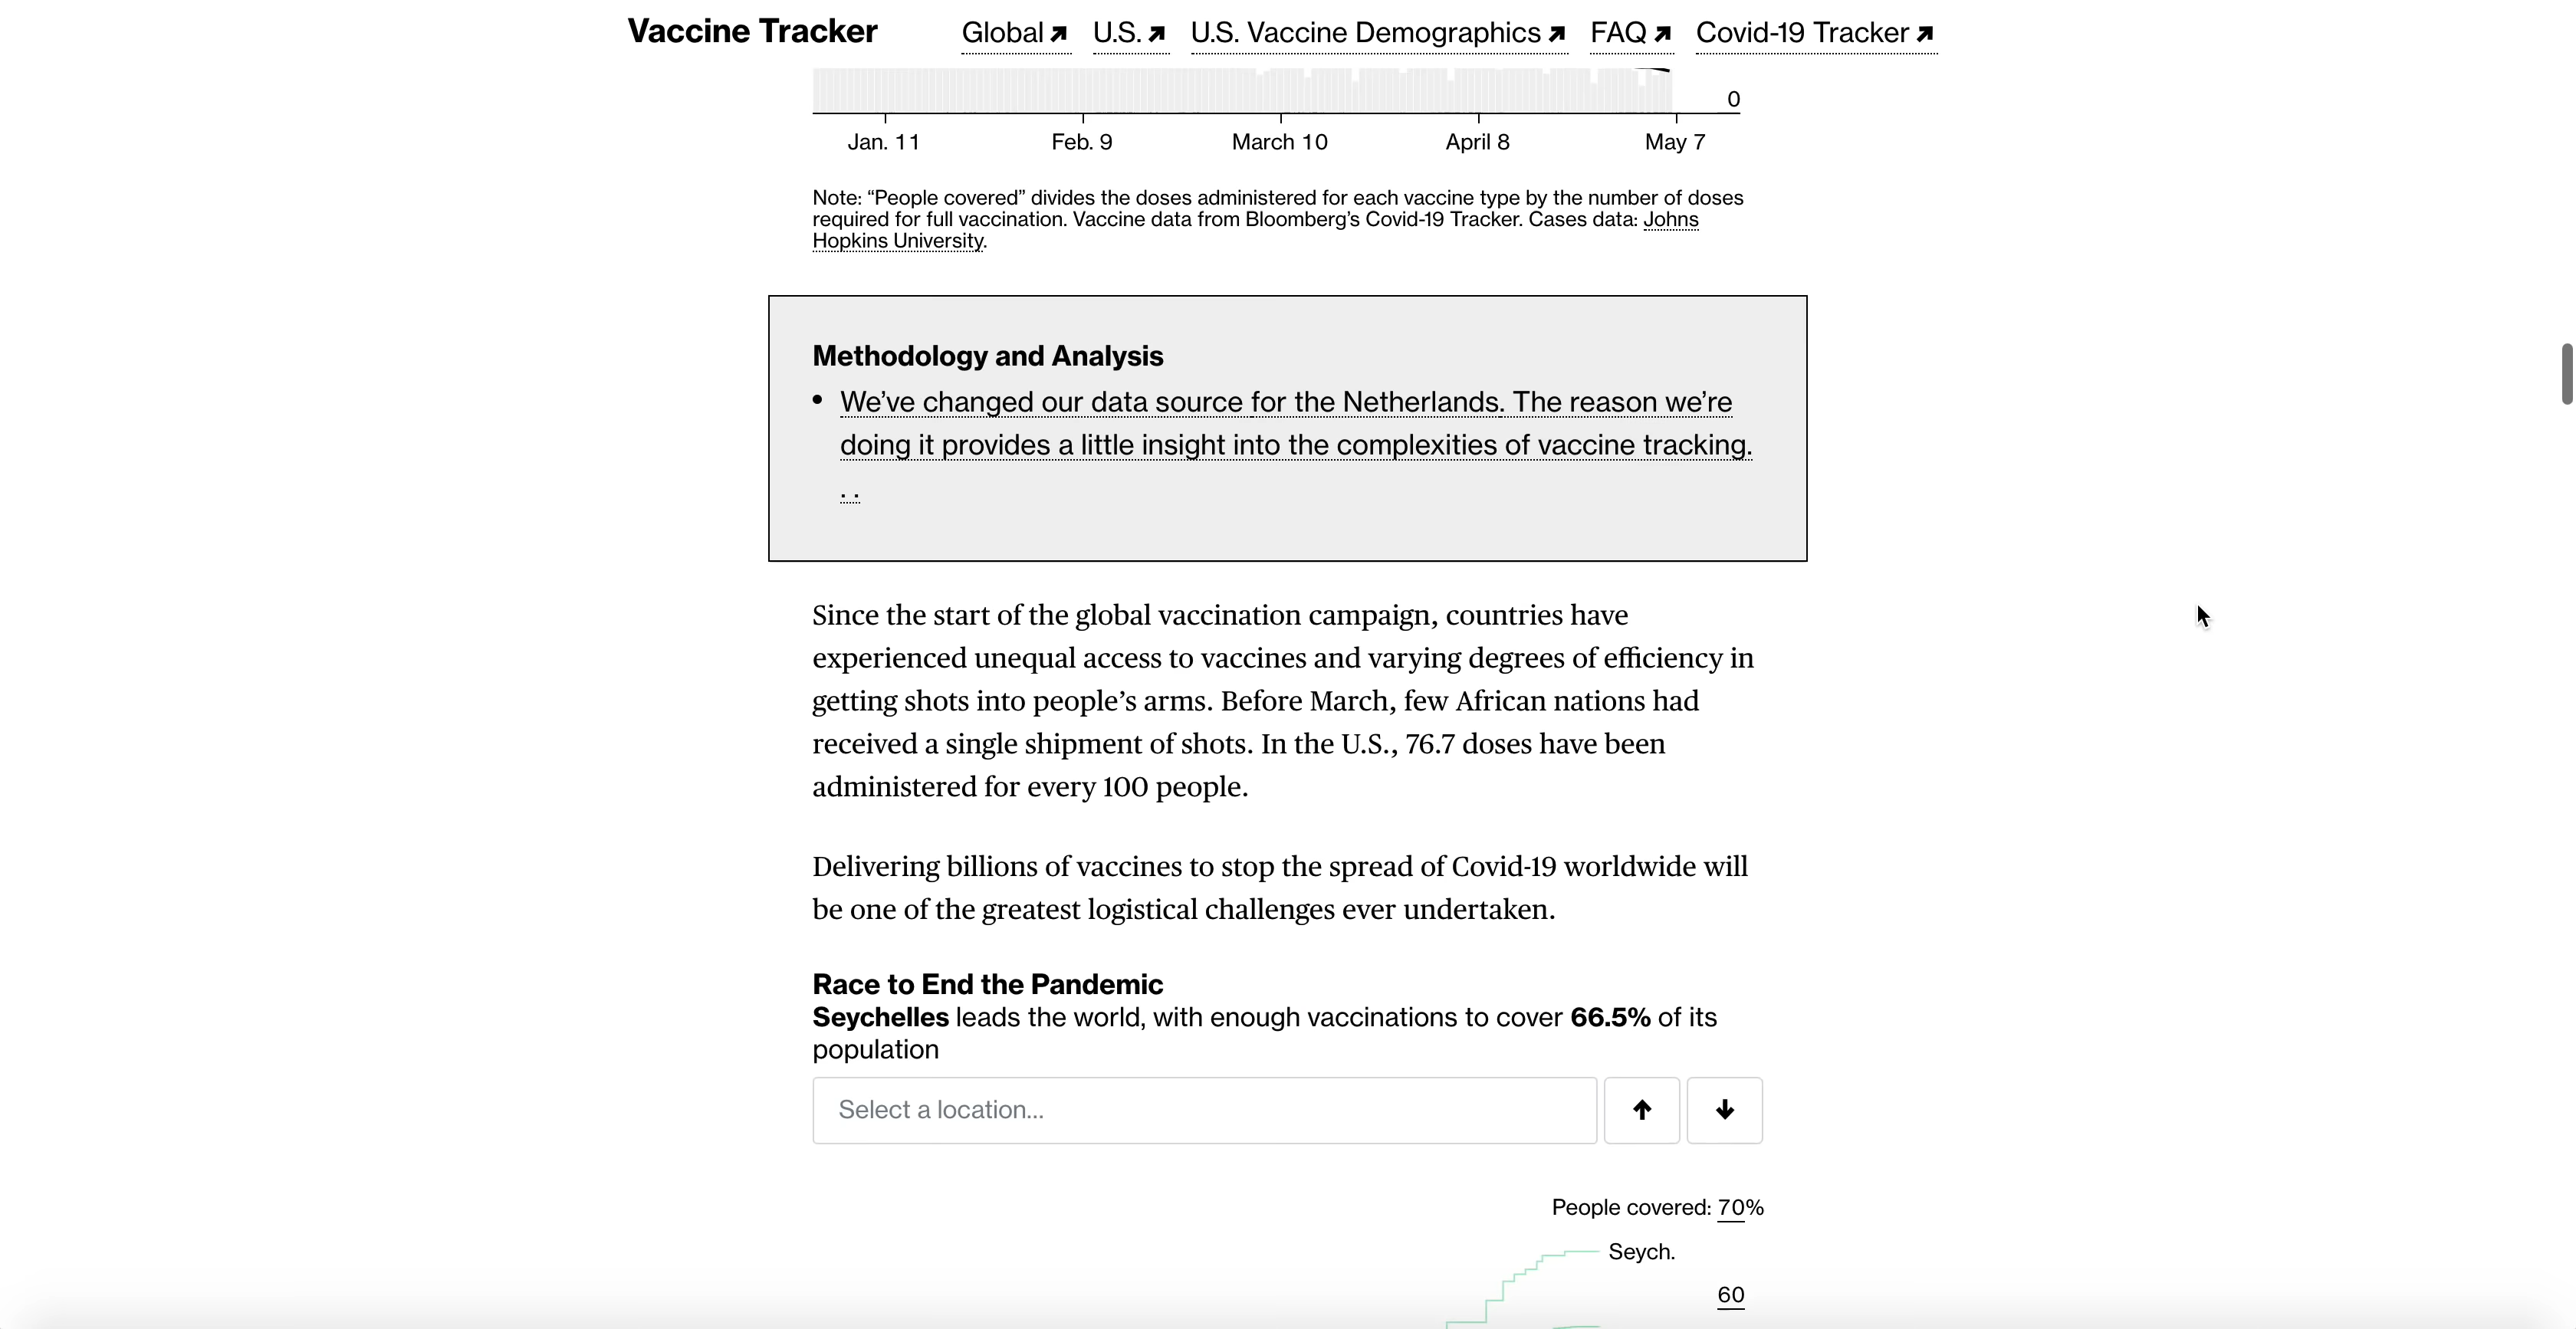 Vaccine Tracker Global U.S. U.S. Vaccine Demographics FAQ Covid-19 Tracker
0
Jan. 11 Feb. 9 March 10 April 8 May 7
Note: “People covered” divides the doses administered for each vaccine type by the number of doses
required for full vaccination. Vaccine data from Bloomberg’s Covid-19 Tracker. Cases data: Johns
Hopkins University.
Methodology and Analysis
• We’ve changed our data source for the Netherlands. The reason we’re
doing it provides a little insight into the complexities of vaccine tracking.
. .
Since the start of the global vaccination campaign, countries have
experienced unequal access to vaccines and varying degrees of efficiency in
getting shots into people’s arms. Before March, few African nations had
received a single shipment of shots. In the U.S., 76.7 doses have been
administered for every 100 people.
Delivering billions of vaccines to stop the spread of Covid-19 worldwide will
be one of the greatest logistical challenges ever undertaken.
Race to End the Pandemic
Seychelles leads the world, with enough vaccinations to cover 66.5% of its
population
Select a location...
People covered: 70%
Seych.
60